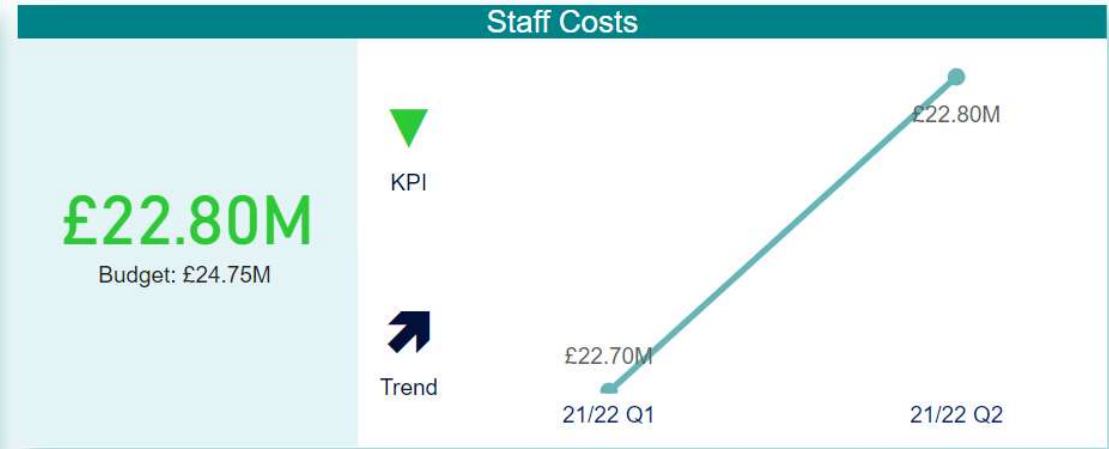 Staff Costs
£22.80M
Budget: £24.75M
KPI
Trend
£22.80M
£22.70M
21/22 Q1
21/22 Q2